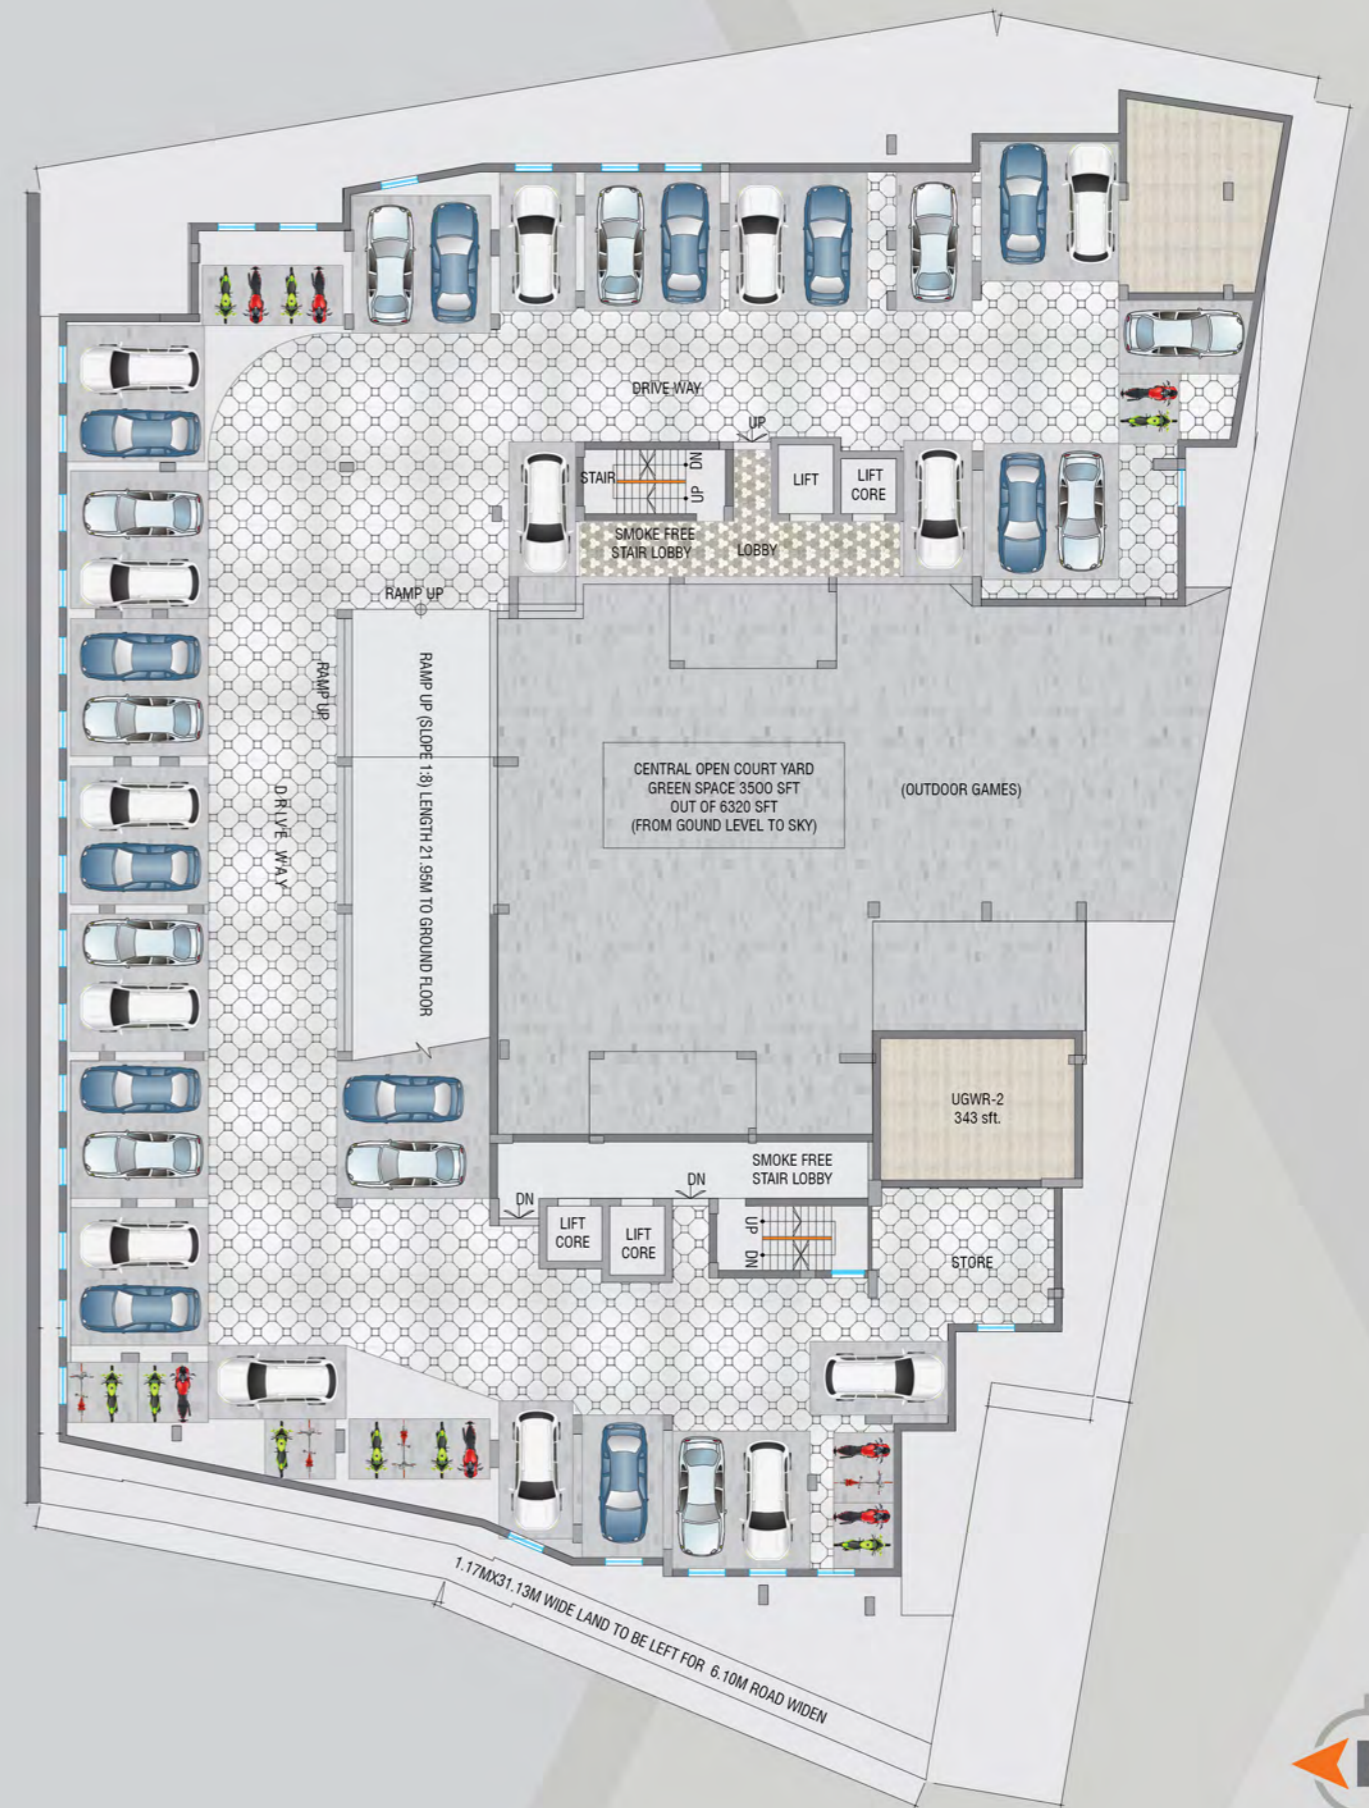 DRIVE WAY
UP
STAIR
DN
UP
LIFT
LIFT
CORE
SMOKE FREE
STAIR LOBBY
LOBBY
RAMP UP
RAMP UP
RAMP UP (SLOPE 1:8) LENGTH 21.95M TO GROUND FLOOR
DRIVE WAY
CENTRAL OPEN COURT YARD
GREEN SPACE 3500 SFT
OUT OF 6320 SFT
(FROM GOUND LEVEL TO SKY)
(OUTDOOR GAMES)
UGWR-2
343 sft.
SMOKE FREE
STAIR LOBBY
DN
DN
LIFT
CORE
LIFT
CORE
UP
DN
STORE
1.17MX31.13M WIDE LAND TO BE LEFT FOR 6.10M ROAD WIDEN